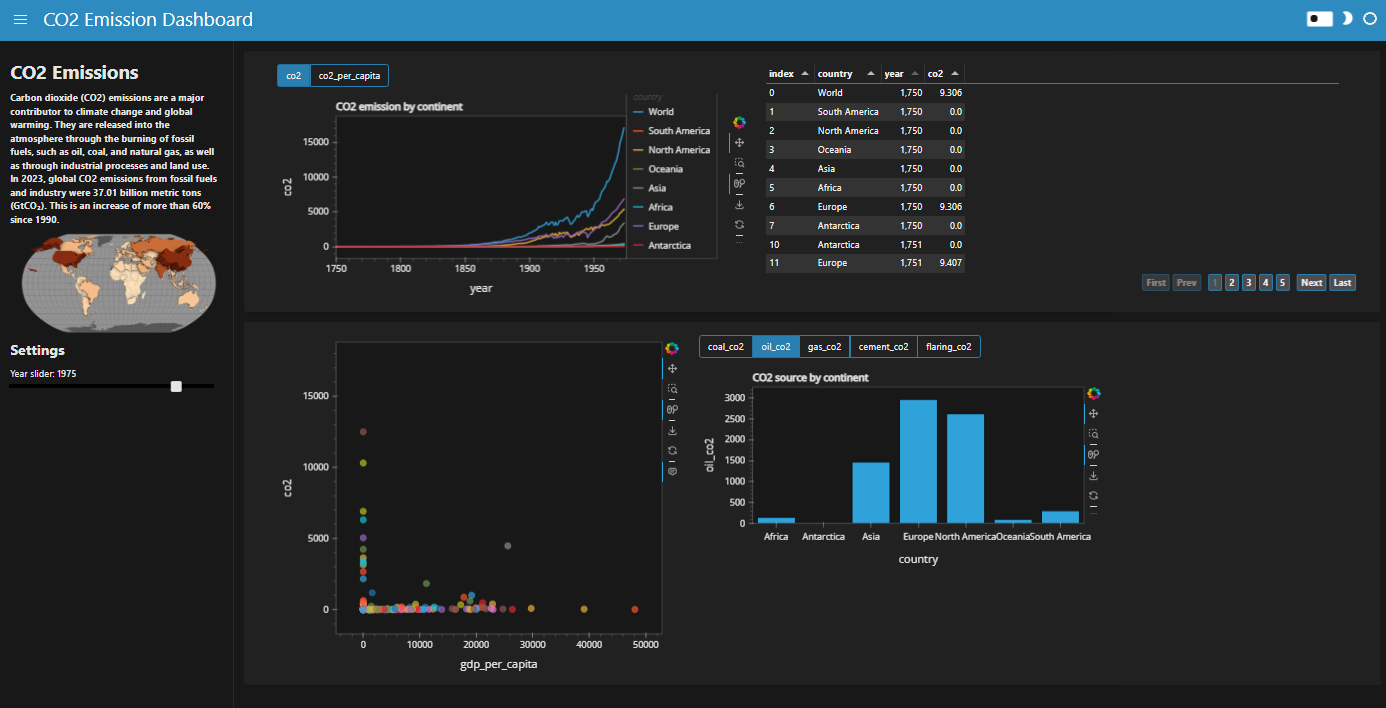 CO2 Emission Dashboard
CO2 Emissions
Carbon dioxide (CO2) emissions are a major
contributor to climate change and global
warming. They are released into the
atmosphere through the burning of fossil
fuels, such as oil, coal, and natural gas, as well
as through industrial processes and land use.
In 2023, global CO2 emissions from fossil fuels
and industry were 37.01 billion metric tons
(GtCO₂). This is an increase of more than 60%
since 1990.
Settings
Year slider: 1975
co2 co2_per_capita
CO2 emission by continent
country
World
South America
North America
Oceania
Asia
Africa
Europe
Antarctica
co2
15000
10000
5000
0
1750 1800 1850 1900 1950
year
index country year co2
0 World 1,750 9.306
1 South America 1,750 0.0
2 North America 1,750 0.0
3 Oceania 1,750 0.0
4 Asia 1,750 0.0
5 Africa 1,750 0.0
6 Europe 1,750 9.306
7 Antarctica 1,750 0.0
10 Antarctica 1,751 0.0
11 Europe 1,751 9.407
First Prev 1 2 3 4 5 Next Last
co2
15000
10000
5000
0
0 10000 20000 30000 40000 50000
gdp_per_capita
coal_co2 oil_co2 gas_co2 cement_co2 flaring_co2
CO2 source by continent
oil_co2
3000
2500
2000
1500
1000
500
0
Africa Antarctica Asia Europe North America Oceania South America
country